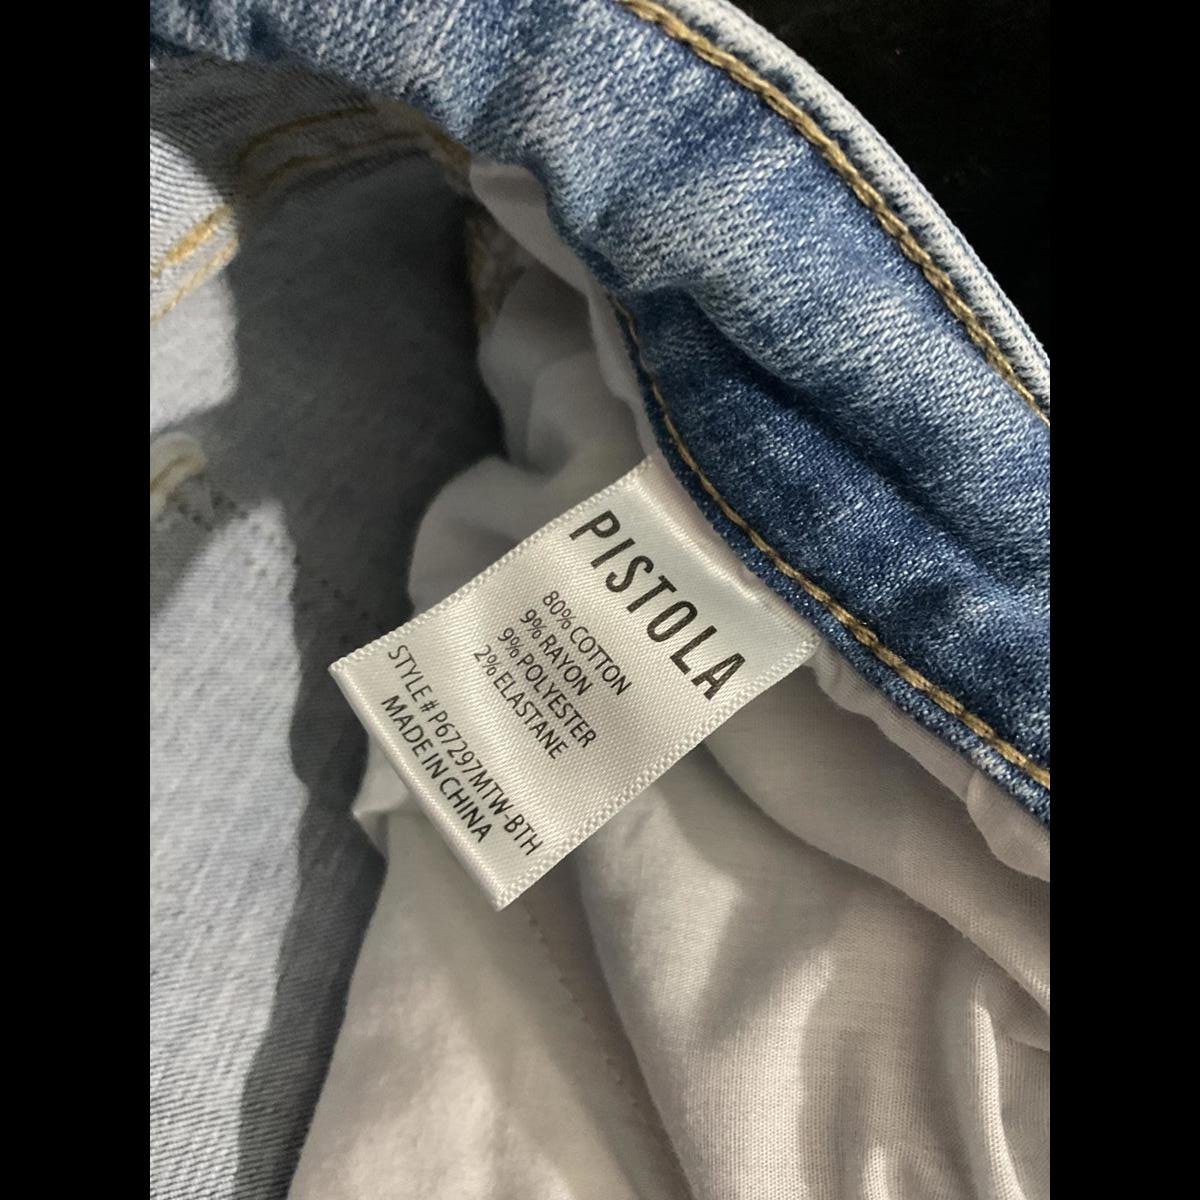 PISTOLA
80% COTTON
9% RAYON
9% POLYESTER
2% ELASTANE
STYLE # P67297MTW-BTH
MADE IN CHINA